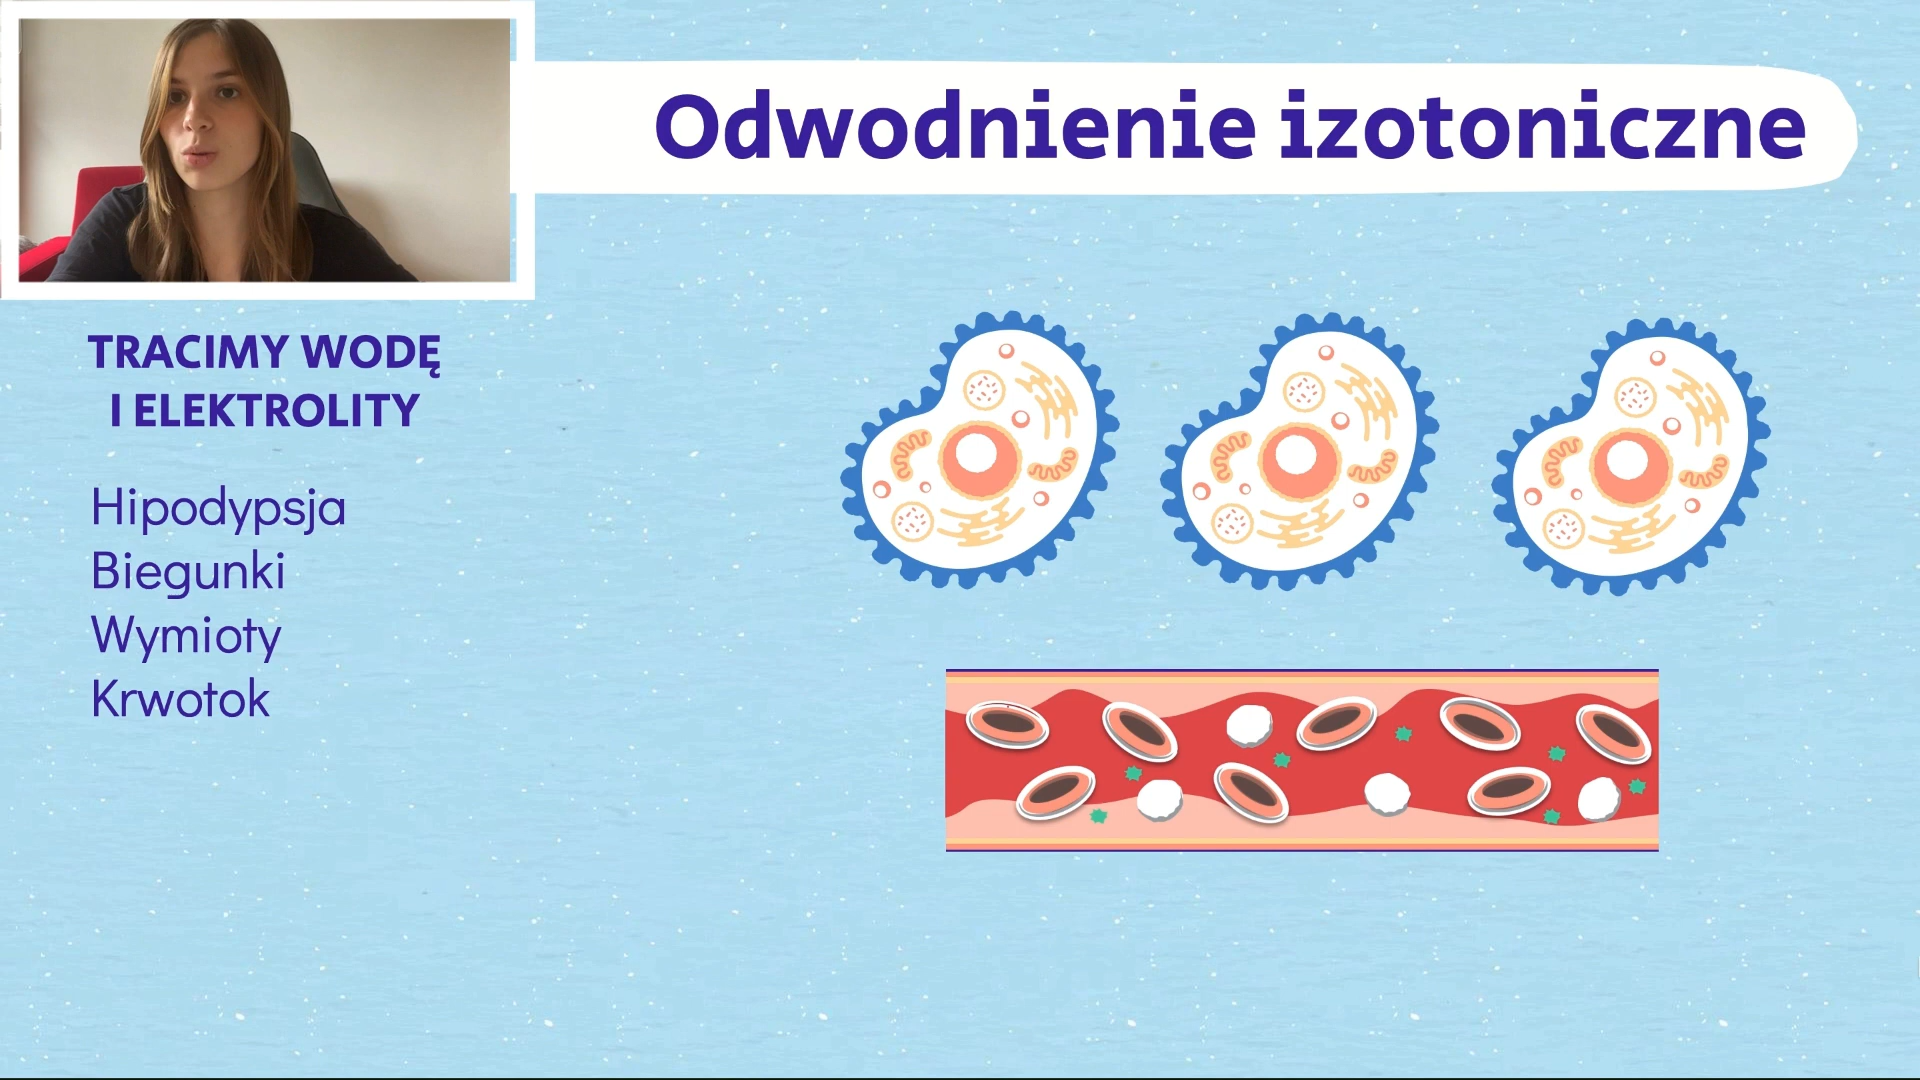 Odwodnienie izotoniczne
TRACIMY WODĘ
I ELEKTROLITY
Hipodypsja
Biegunki
Wymioty
Krwotok